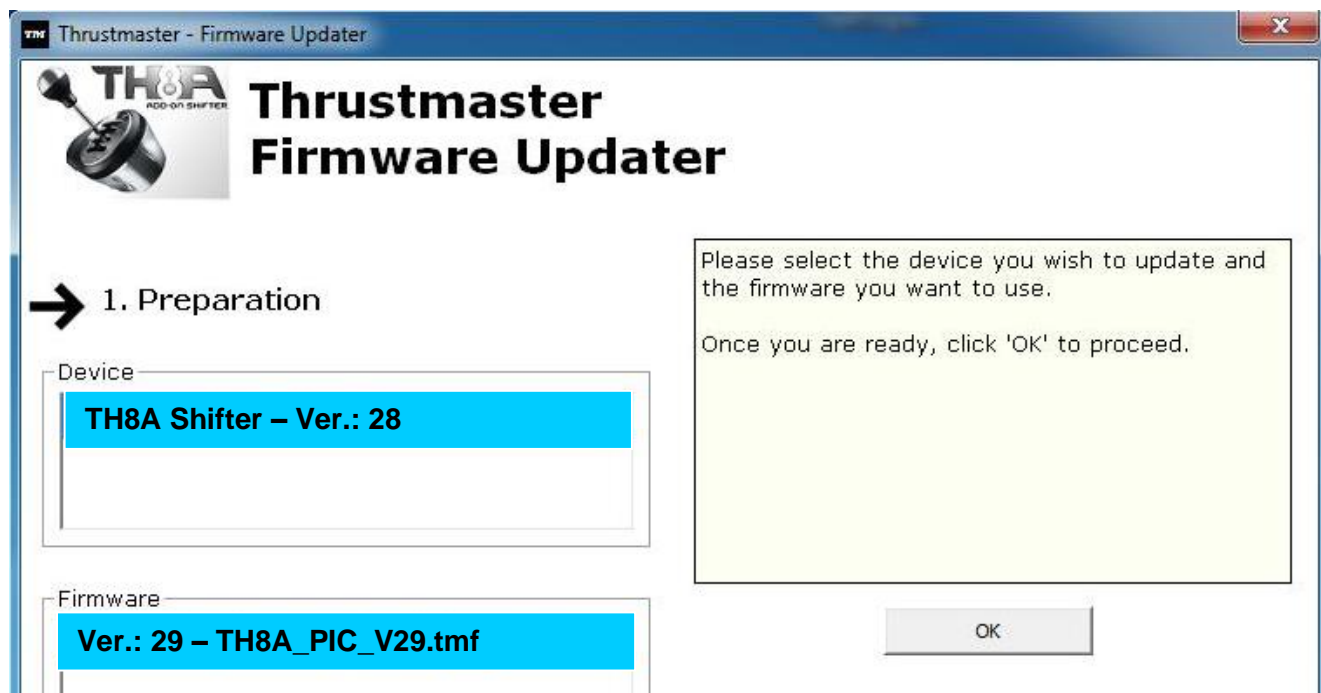 Thrustmaster - Firmware Updater
TH8A
ADD-ON SHIFTER
Thrustmaster
Firmware Updater
1. Preparation
Device
TH8A Shifter – Ver.: 28
Firmware
Ver.: 29 – TH8A_PIC_V29.tmf
Please select the device you wish to update and
the firmware you want to use.
Once you are ready, click 'OK' to proceed.
OK